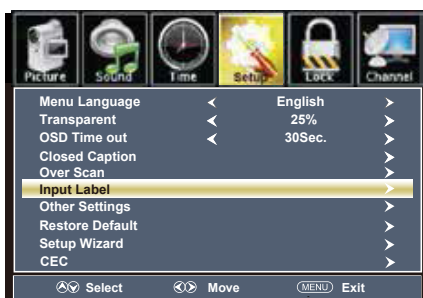 Picture Sound Time Setup Lock Channel
Menu Language English
Transparent 25%
OSD Time out 30Sec.
Closed Caption
Over Scan
Input Label
Other Settings
Restore Default
Setup Wizard
CEC
Select Move MENU Exit